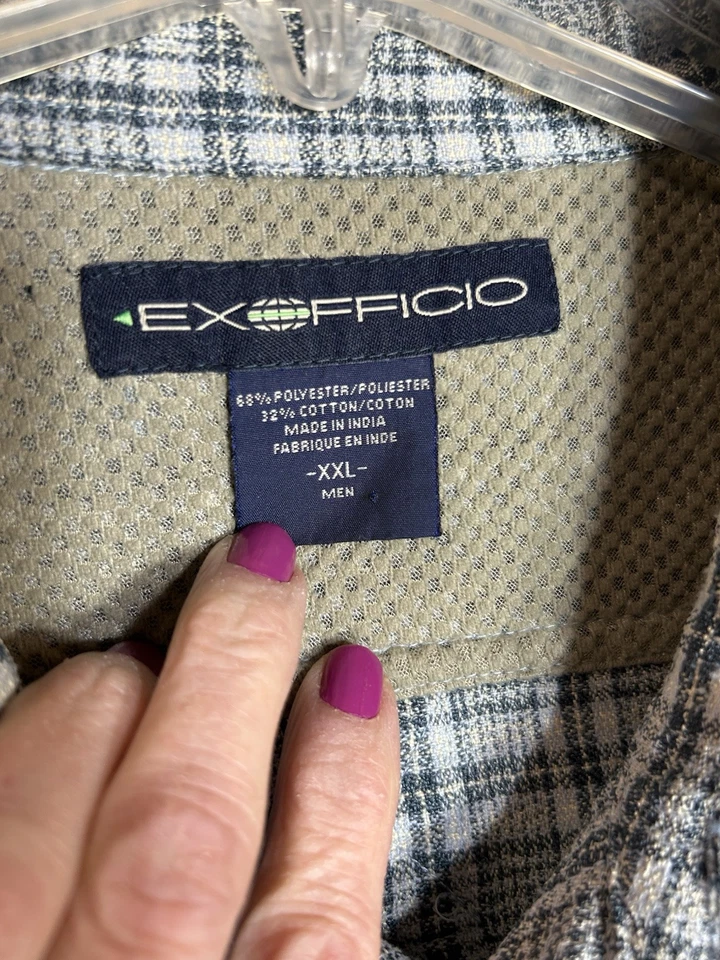 EXOFFICIO
68% POLYESTER/POLIESTER
32% COTTON/COTON
MADE IN INDIA
FABRIQUE EN INDE
-XXL-
MEN